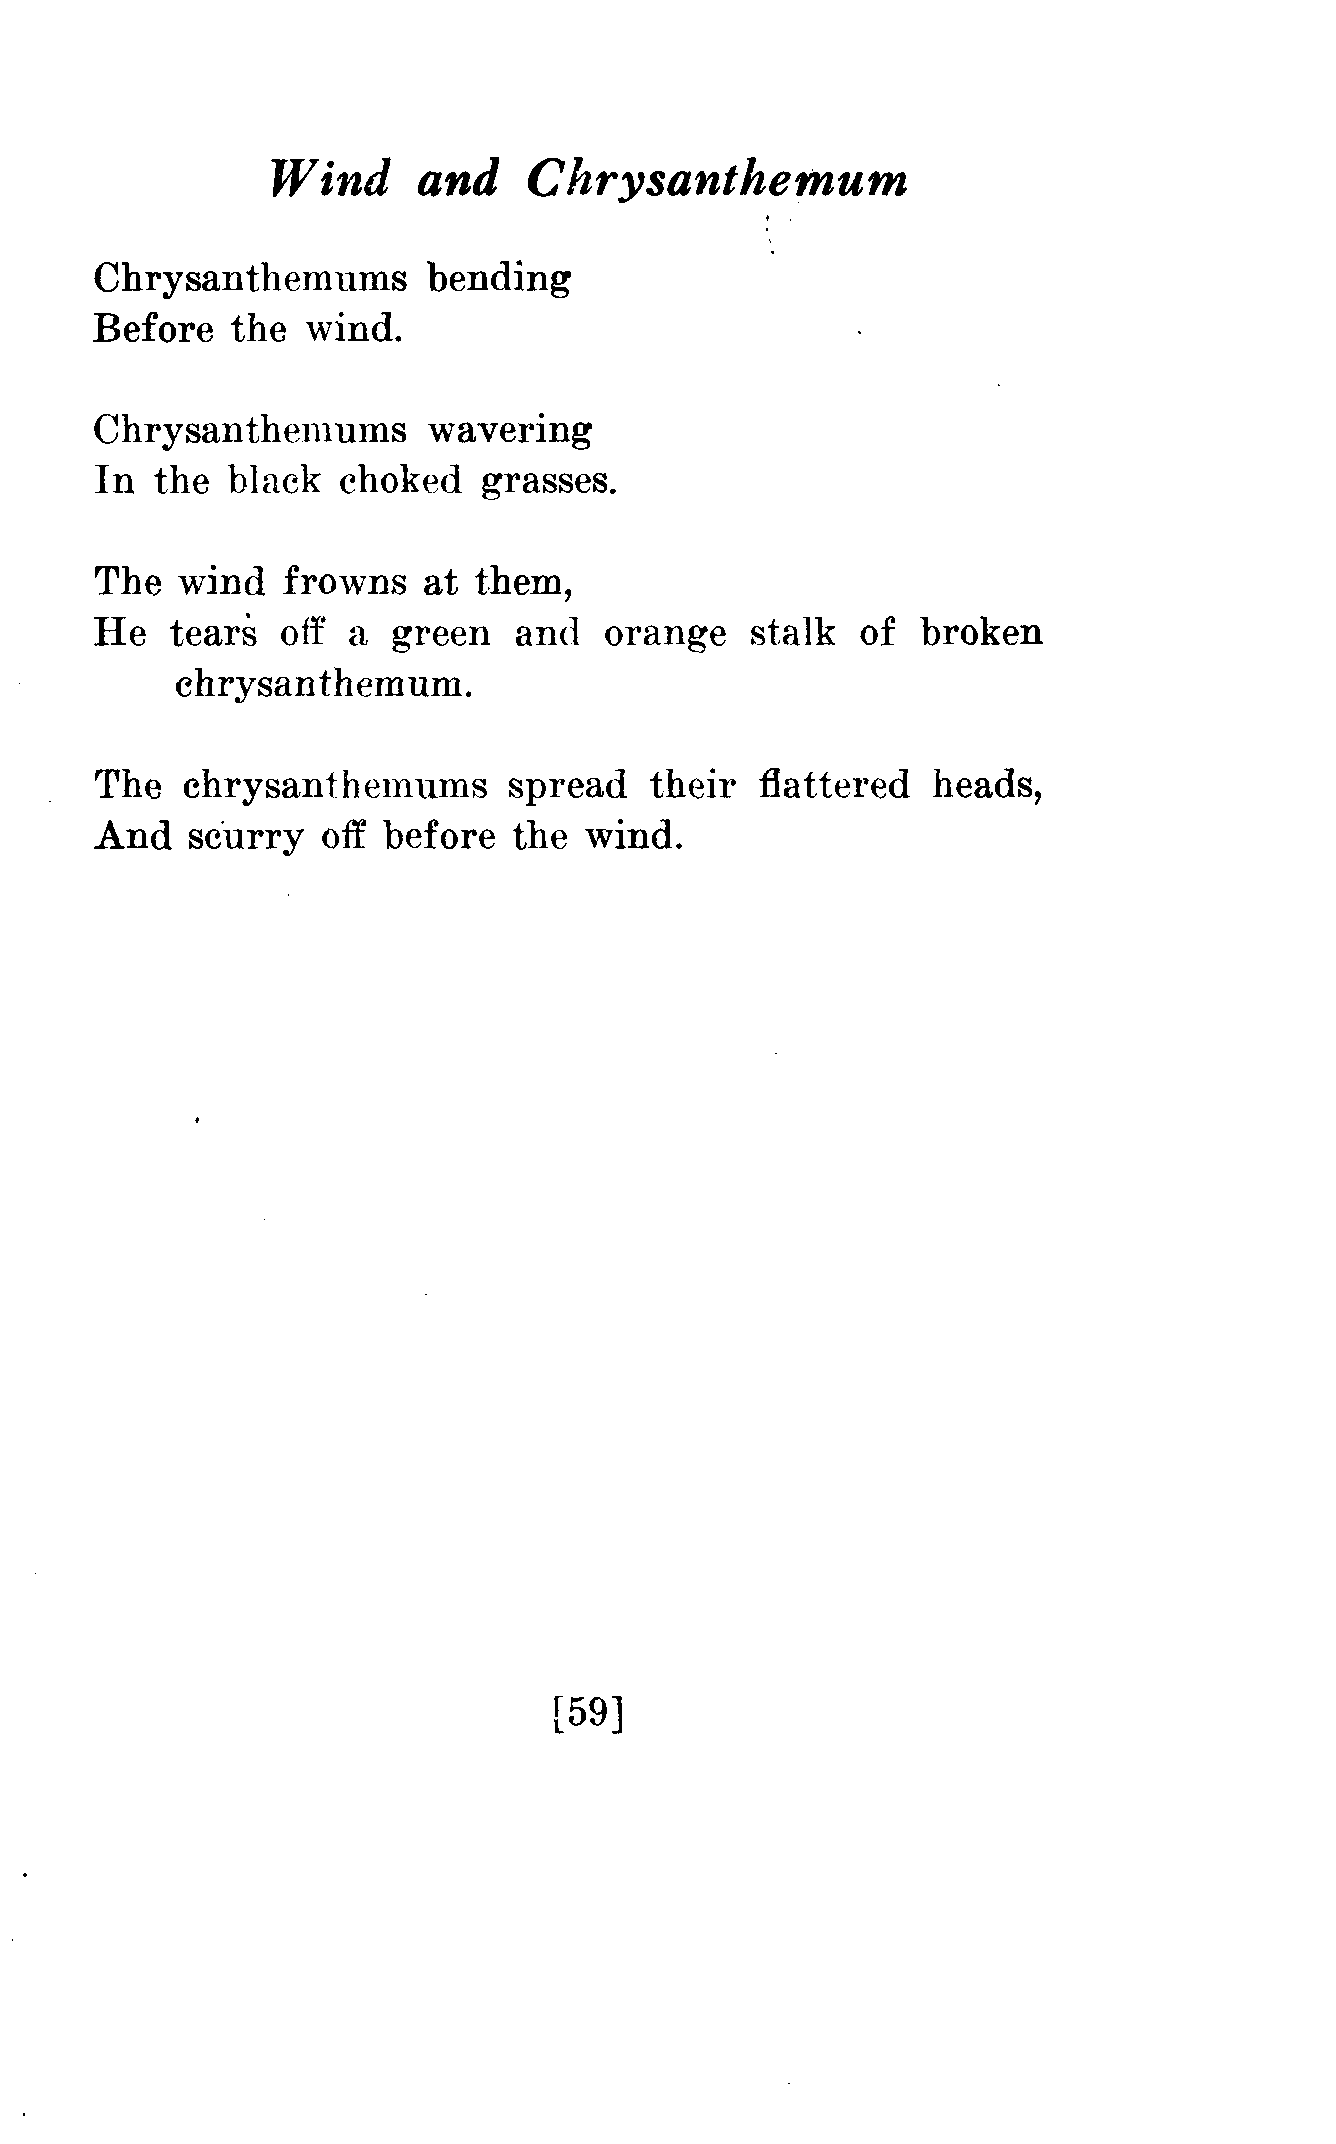 Wind and Chrysanthemum
Chrysanthemums bending
Before the wind.
Chrysanthemums wavering
In the black choked grasses.
The wind frowns at them,
He tears off a green and orange stalk of broken
chrysanthemum.
The chrysanthemums spread their flattered heads,
And scurry off before the wind.
[59]